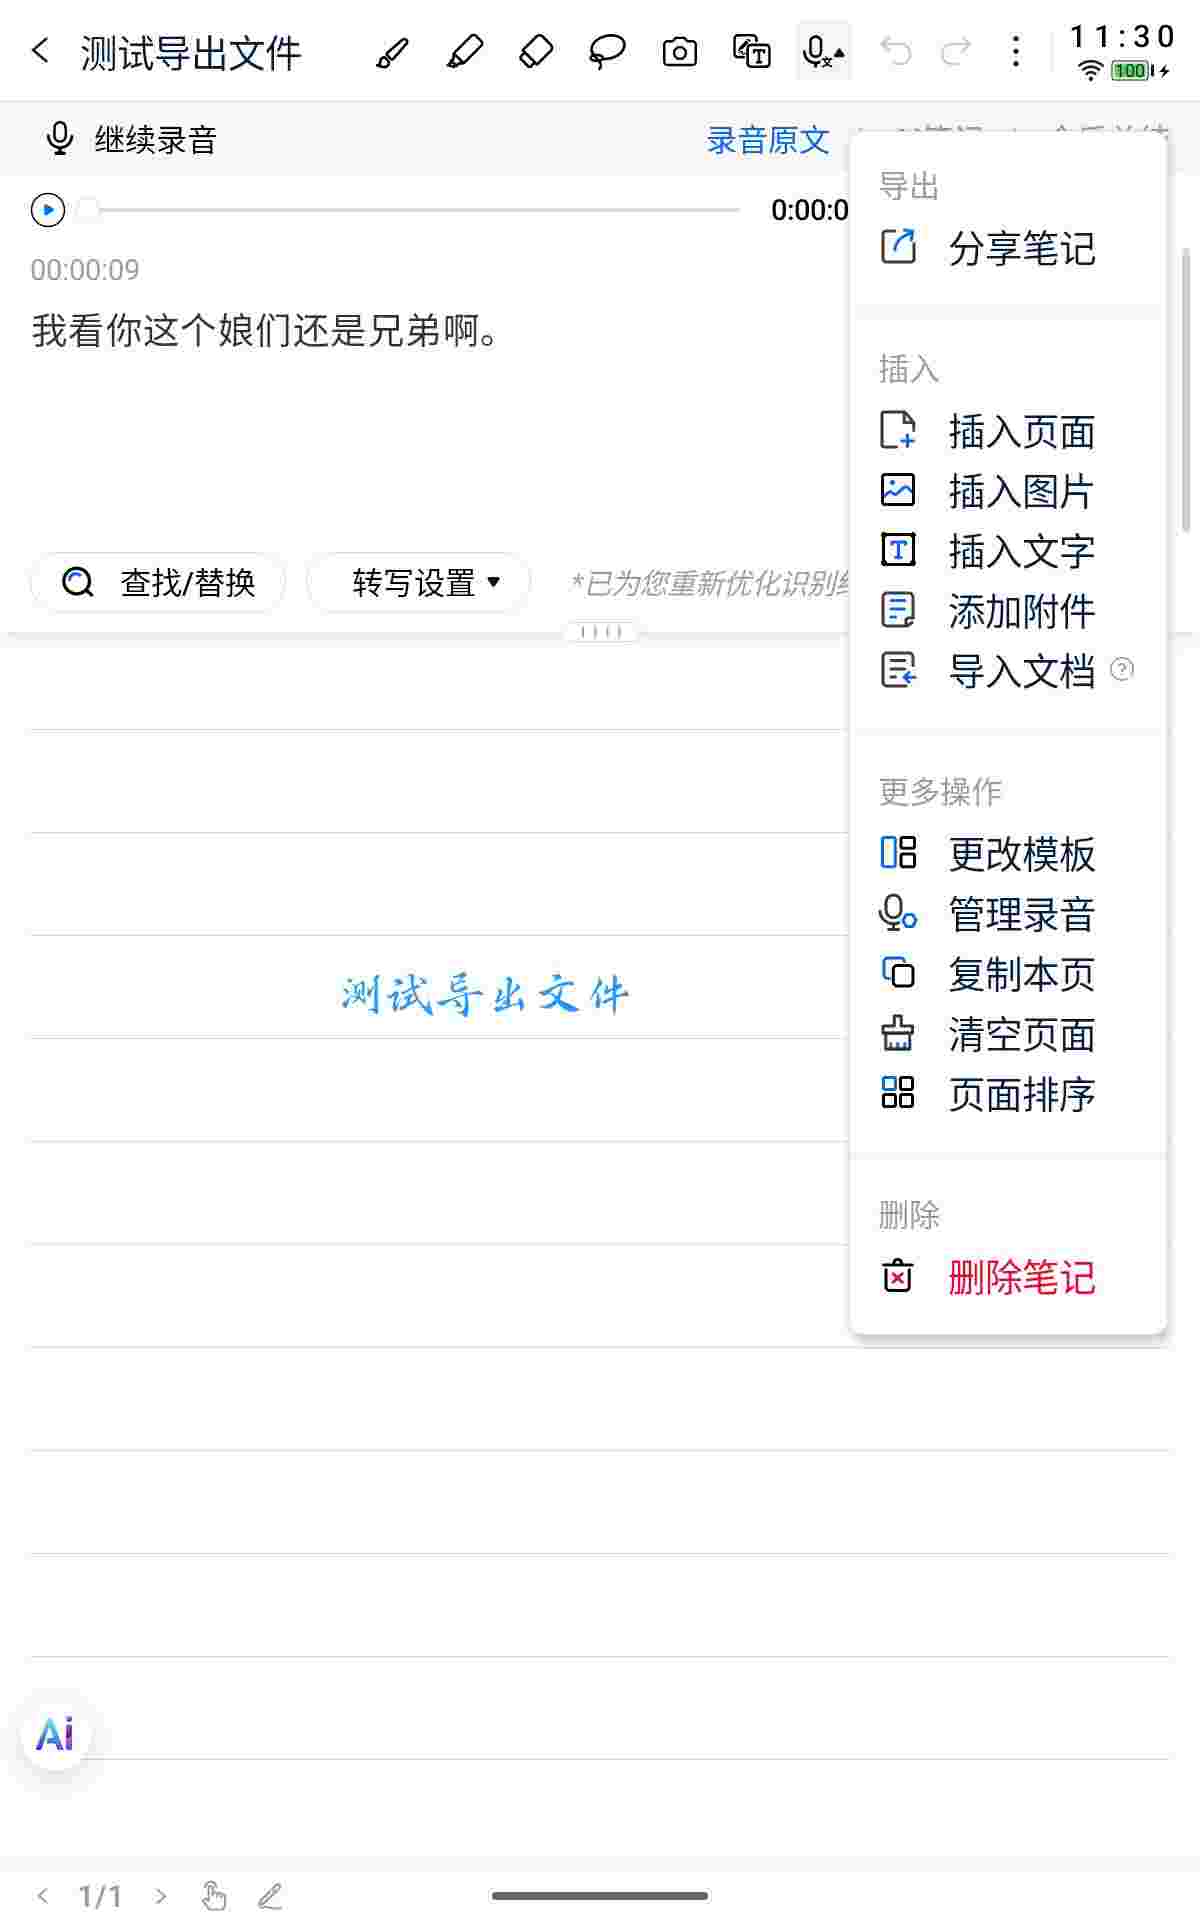 测试导出文件
11:30
100
继续录音
录音原文
0:00:0
00:00:09
我看你这个娘们还是兄弟啊。
查找/替换
转写设置
*已为您重新优化识别
测试导出文件
导出
分享笔记
插入
插入页面
插入图片
插入文字
添加附件
导入文档
更多操作
更改模板
管理录音
复制本页
清空页面
页面排序
删除
删除笔记
Ai
1/1